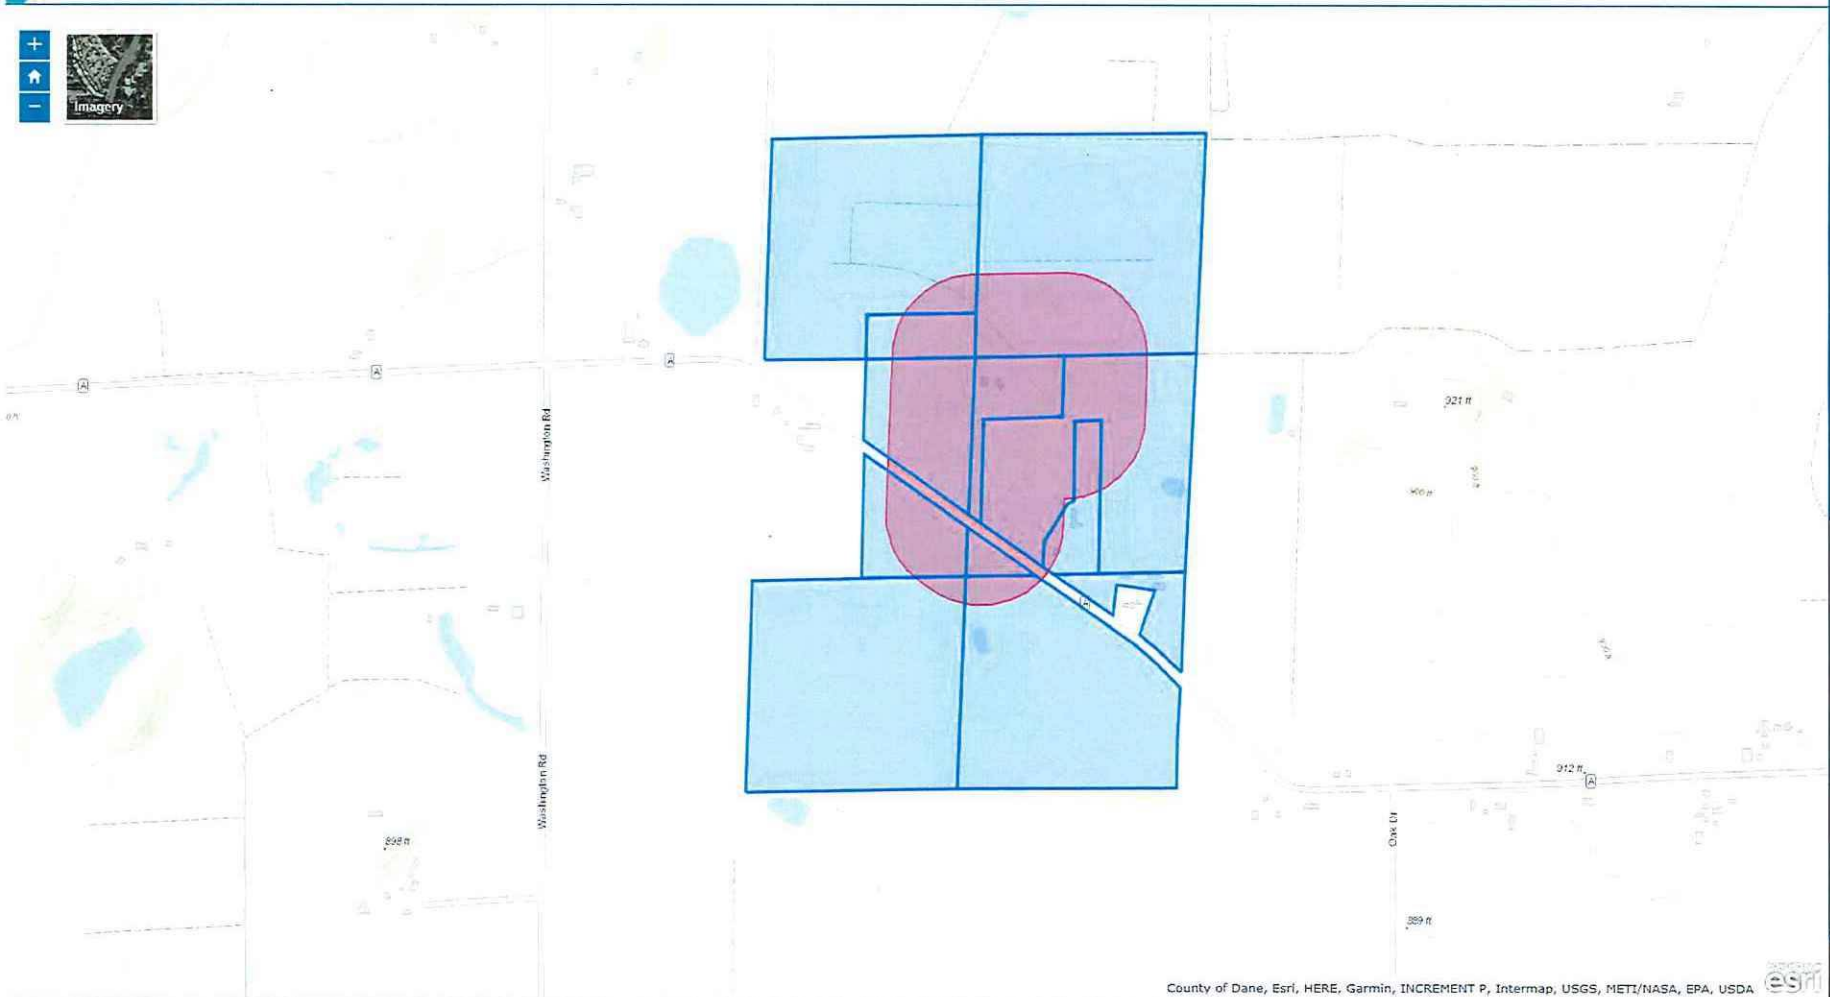 +
Imagery
−
A
A
A
Washington Rd
921 ft
A
912 ft
A
Washington Rd
Oak Dr
898 ft
889 ft
County of Dane, Esri, HERE, Garmin, INCREMENT P, Intermap, USGS, METI/NASA, EPA, USDA
esri